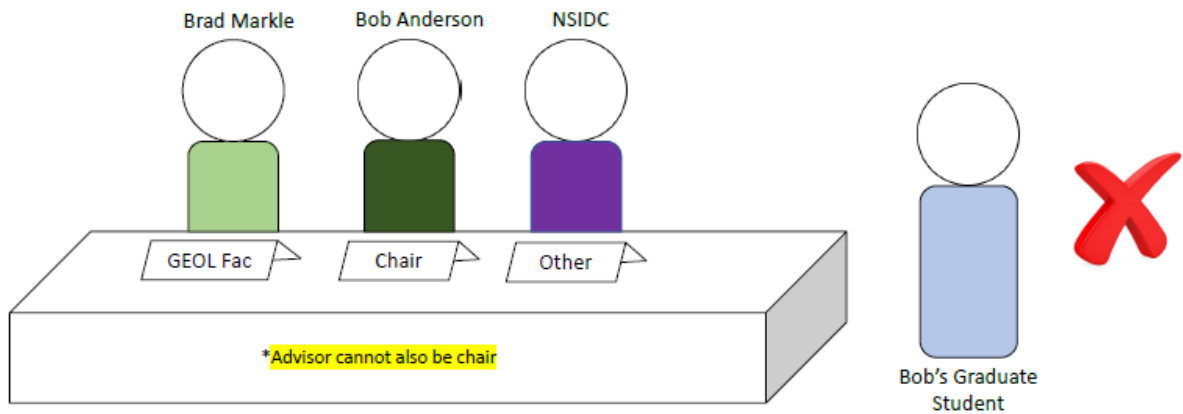 Brad Markle
Bob Anderson
NSIDC
GEOL Fac
Chair
Other
*Advisor cannot also be chair
Bob's Graduate
Student